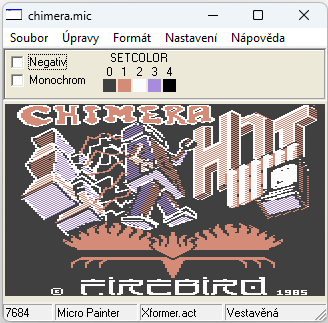 chimera.mic
Soubor Úpravy Formát Nastavení Nápověda
Negativ
Monochrom
SETCOLOR
0 1 2 3 4
CHIMERA
HOT
© FIREBIRD 1985
7684 Micro Painter Xformer.act Vestavěná